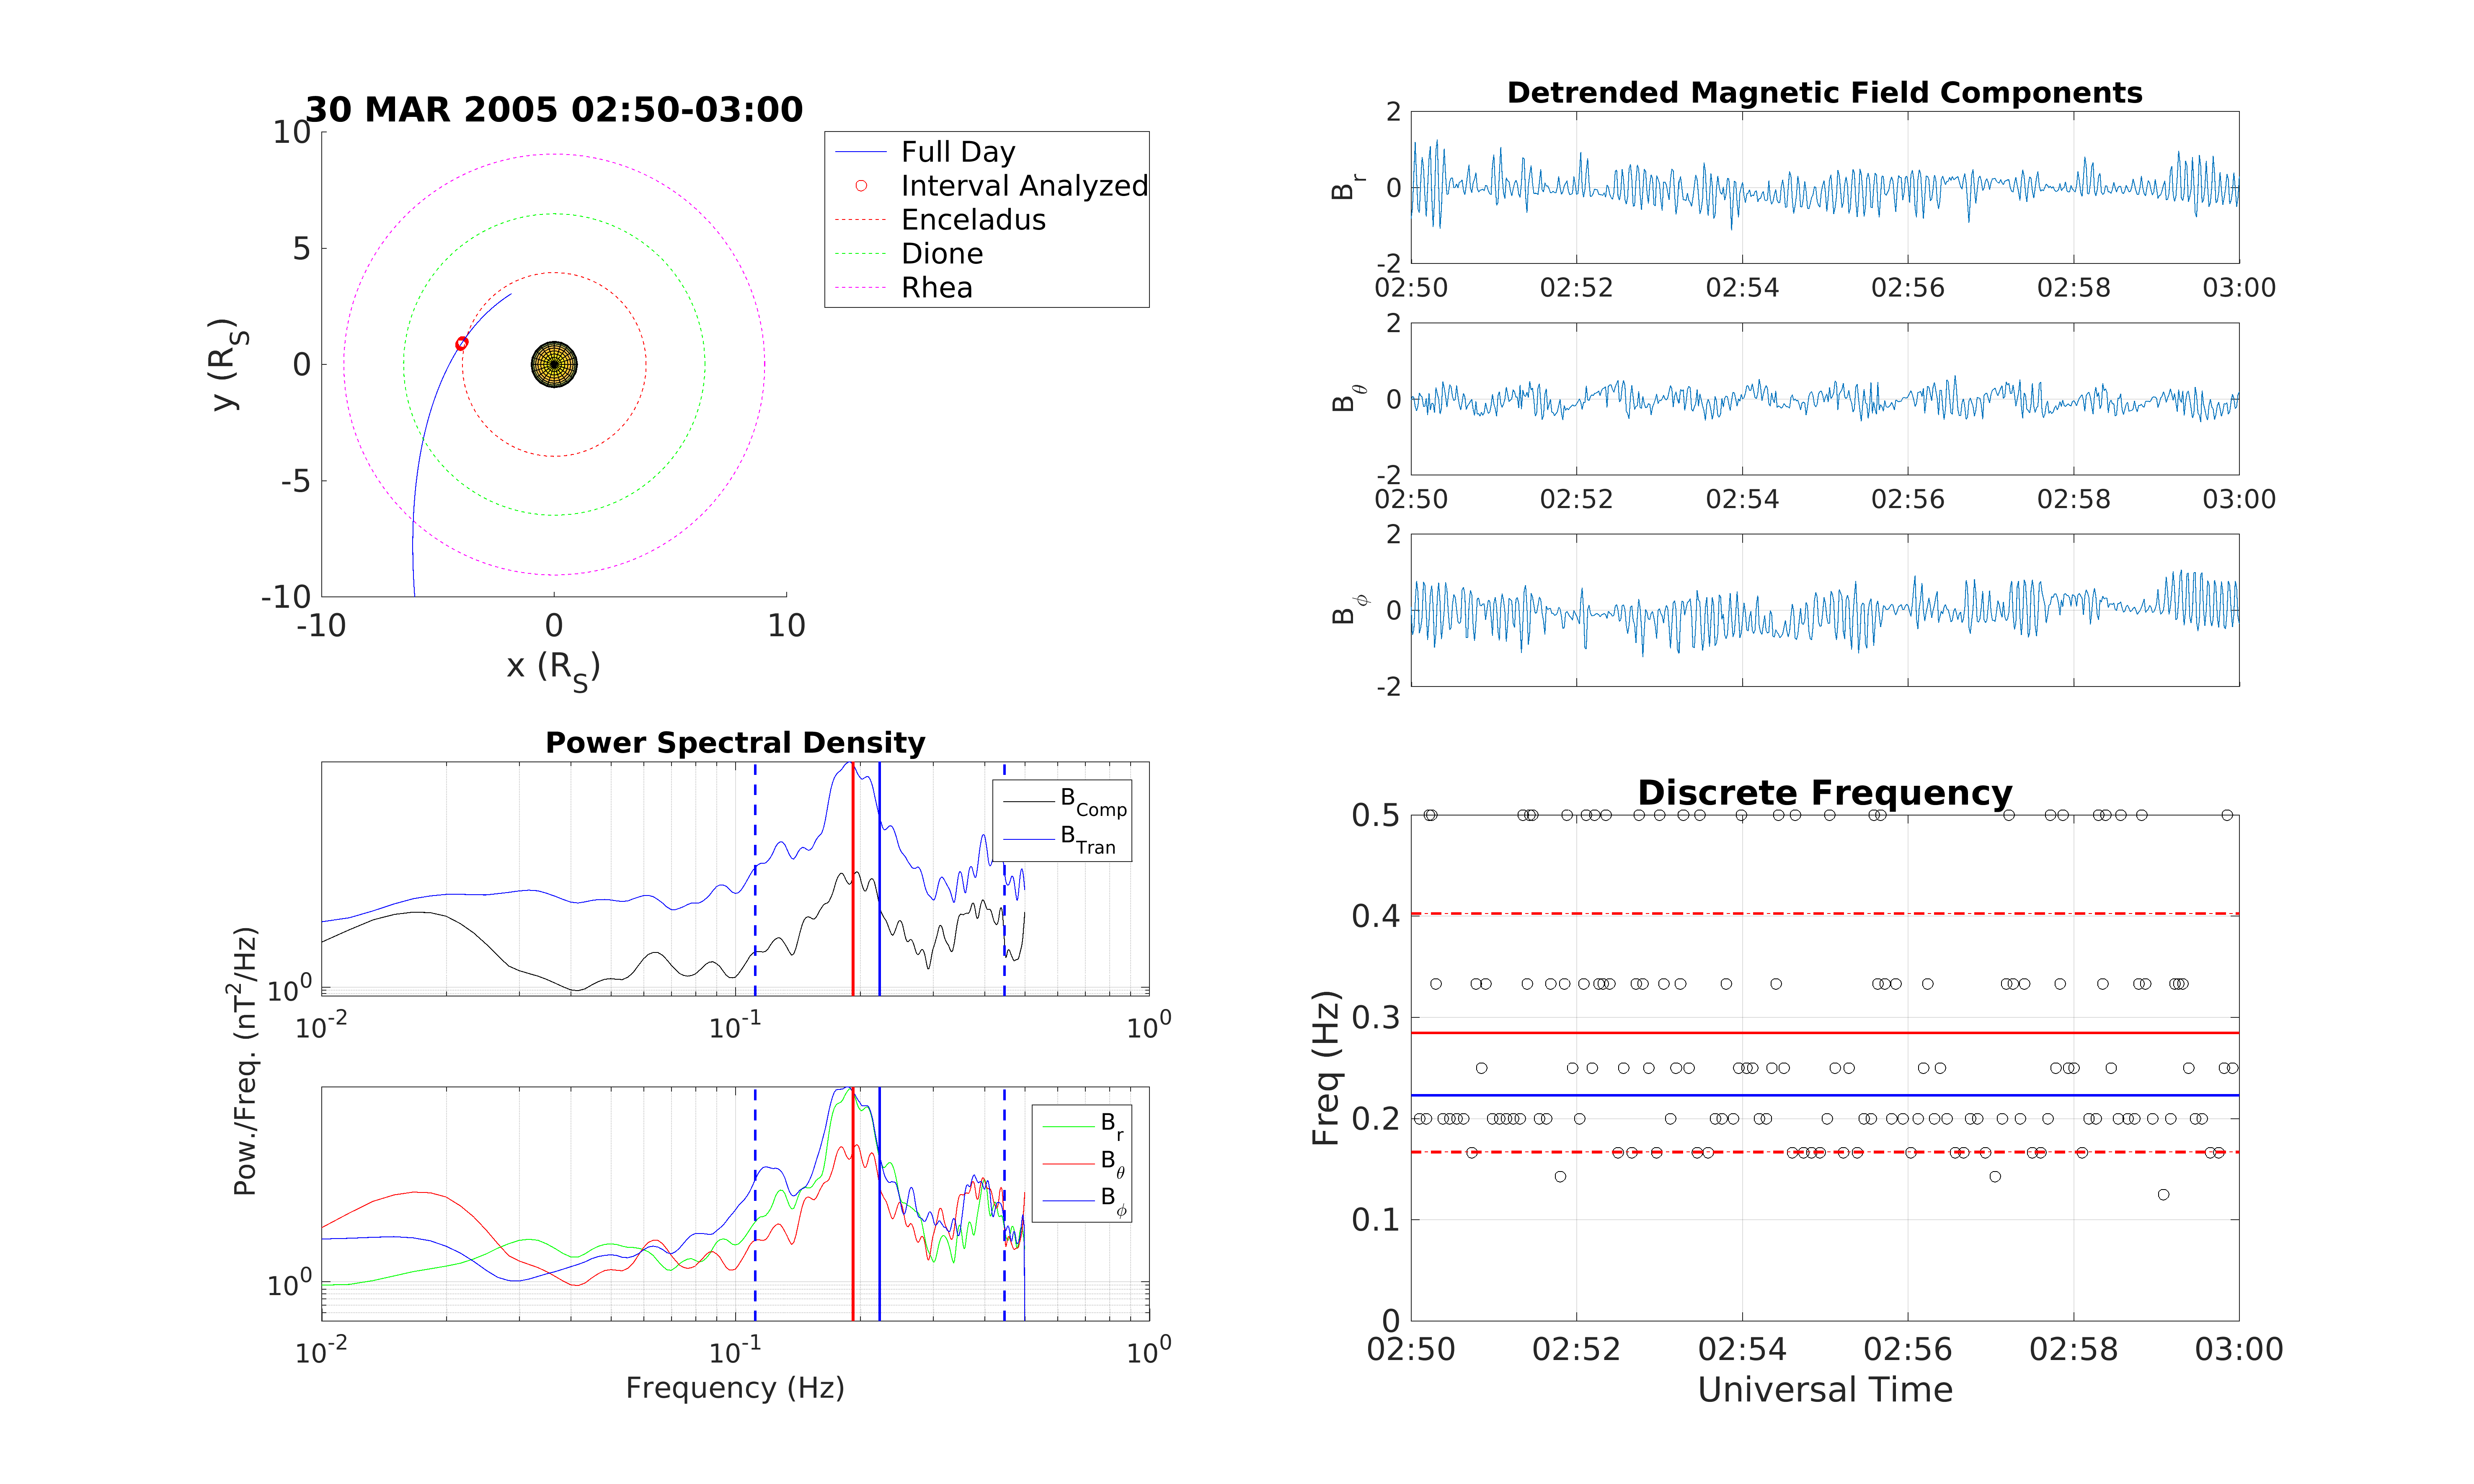 30 MAR 2005 02:50-03:00
10
5
0
-5
-10
-10 0 10
y (R_S)
x (R_S)
Full Day
Interval Analyzed
Enceladus
Dione
Rhea
Detrended Magnetic Field Components
2
0
-2
B_r
02:50 02:52 02:54 02:56 02:58 03:00
2
0
-2
B_θ
02:50 02:52 02:54 02:56 02:58 03:00
2
0
-2
B_ϕ
Power Spectral Density
B_Comp
B_Tran
10^0
10^-2 10^-1 10^0
Pow./Freq. (nT^2/Hz)
B_r
B_θ
B_ϕ
10^0
10^-2 10^-1 10^0
Frequency (Hz)
Discrete Frequency
0.5
0.4
0.3
0.2
0.1
0
Freq (Hz)
02:50 02:52 02:54 02:56 02:58 03:00
Universal Time